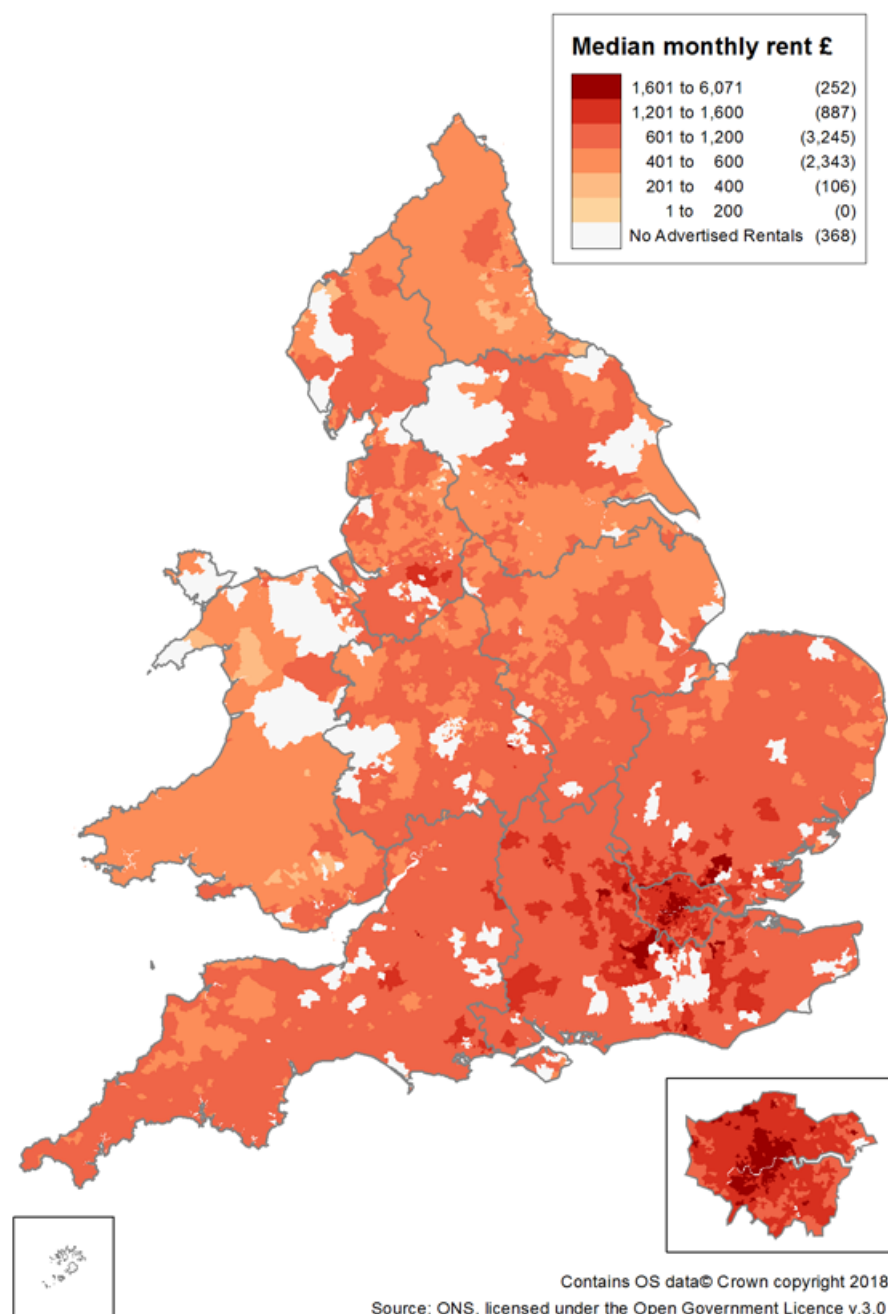 Median monthly rent £
1,601 to 6,071 (252)
1,201 to 1,600 (887)
601 to 1,200 (3,245)
401 to 600 (2,343)
201 to 400 (106)
1 to 200 (0)
No Advertised Rentals (368)
Contains OS data© Crown copyright 2018
Source: ONS, licensed under the Open Government Licence v.3.0